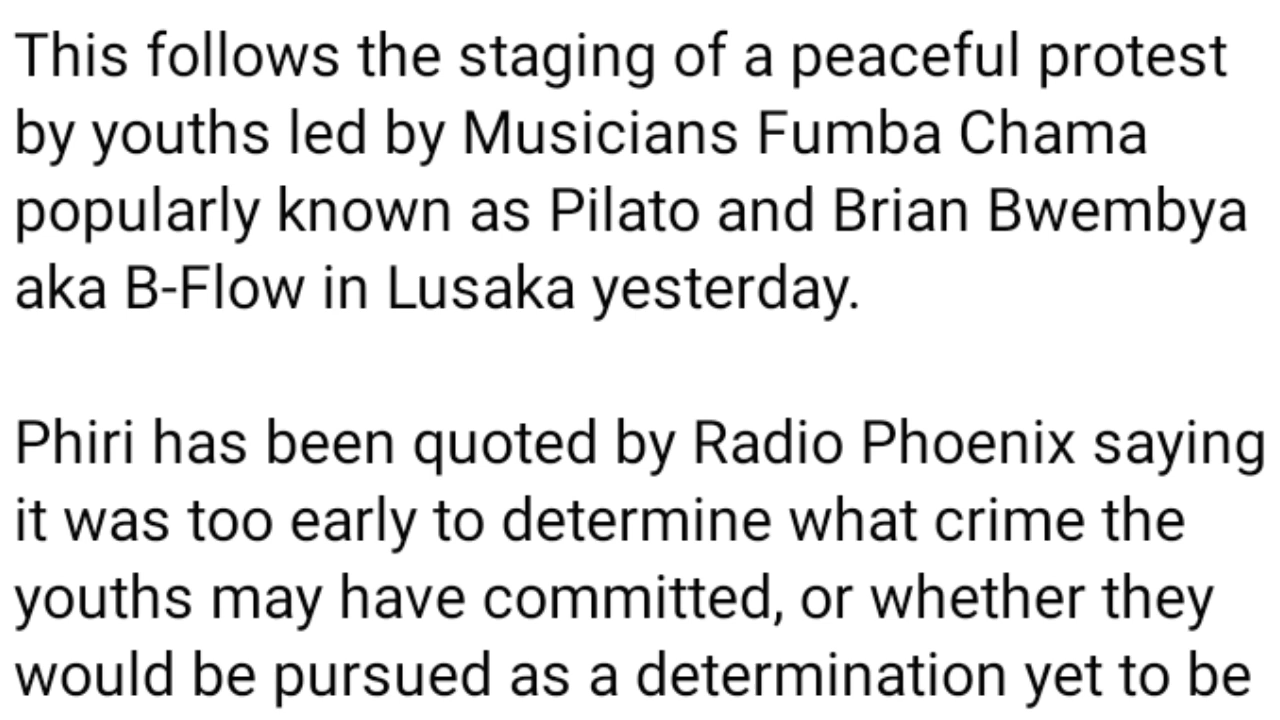 This follows the staging of a peaceful protest
by youths led by Musicians Fumba Chama
popularly known as Pilato and Brian Bwembya
aka B-Flow in Lusaka yesterday.
Phiri has been quoted by Radio Phoenix saying
it was too early to determine what crime the
youths may have committed, or whether they
would be pursued as a determination yet to be